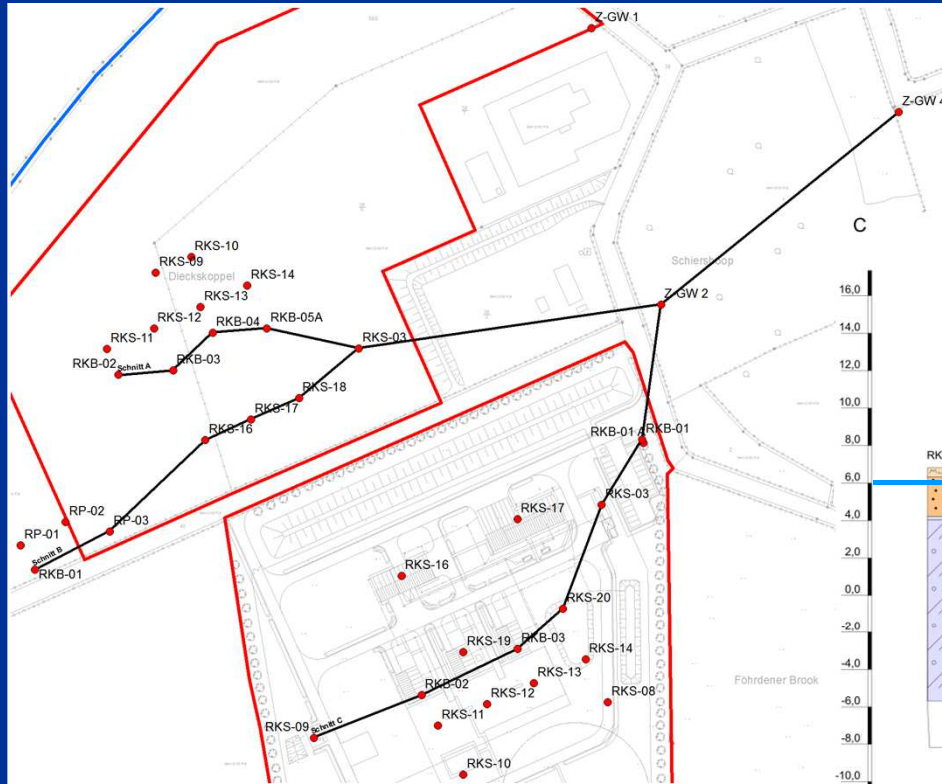 Z-GW 1
Z-GW 4
C
RKS-10
RKS-09
Dieckskoppel
Schiershoop
RKS-14
16,0
RKS-13
Z-GW 2
RKS-12
RKB-04
RKB-05A
14,0
RKS-11
RKS-03
RKB-02
Schnitt A
RKB-03
12,0
RKS-18
RKS-17
10,0
RKS-16
RKB-01 A
RKB-01
8,0
RK
6,0
RKS-03
RP-02
RP-03
RKS-17
4,0
RP-01
Schnitt B
RKB-01
2,0
RKS-16
0,0
RKS-20
-2,0
RKS-19
RKB-03
RKS-14
-4,0
RKB-02
RKS-13
Föhrdener Brook
RKS-12
RKS-08
-6,0
RKS-09
Schnitt C
RKS-11
-8,0
RKS-10
-10,0